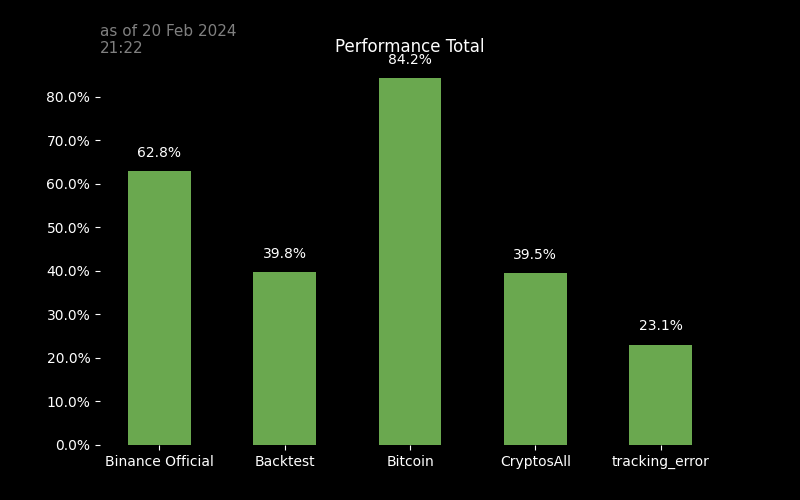 as of 20 Feb 2024
21:22
Performance Total
84.2%
80.0%
70.0%
62.8%
60.0%
50.0%
39.8%
39.5%
40.0%
30.0%
23.1%
20.0%
10.0%
0.0%
Binance Official
Backtest
Bitcoin
CryptosAll
tracking_error